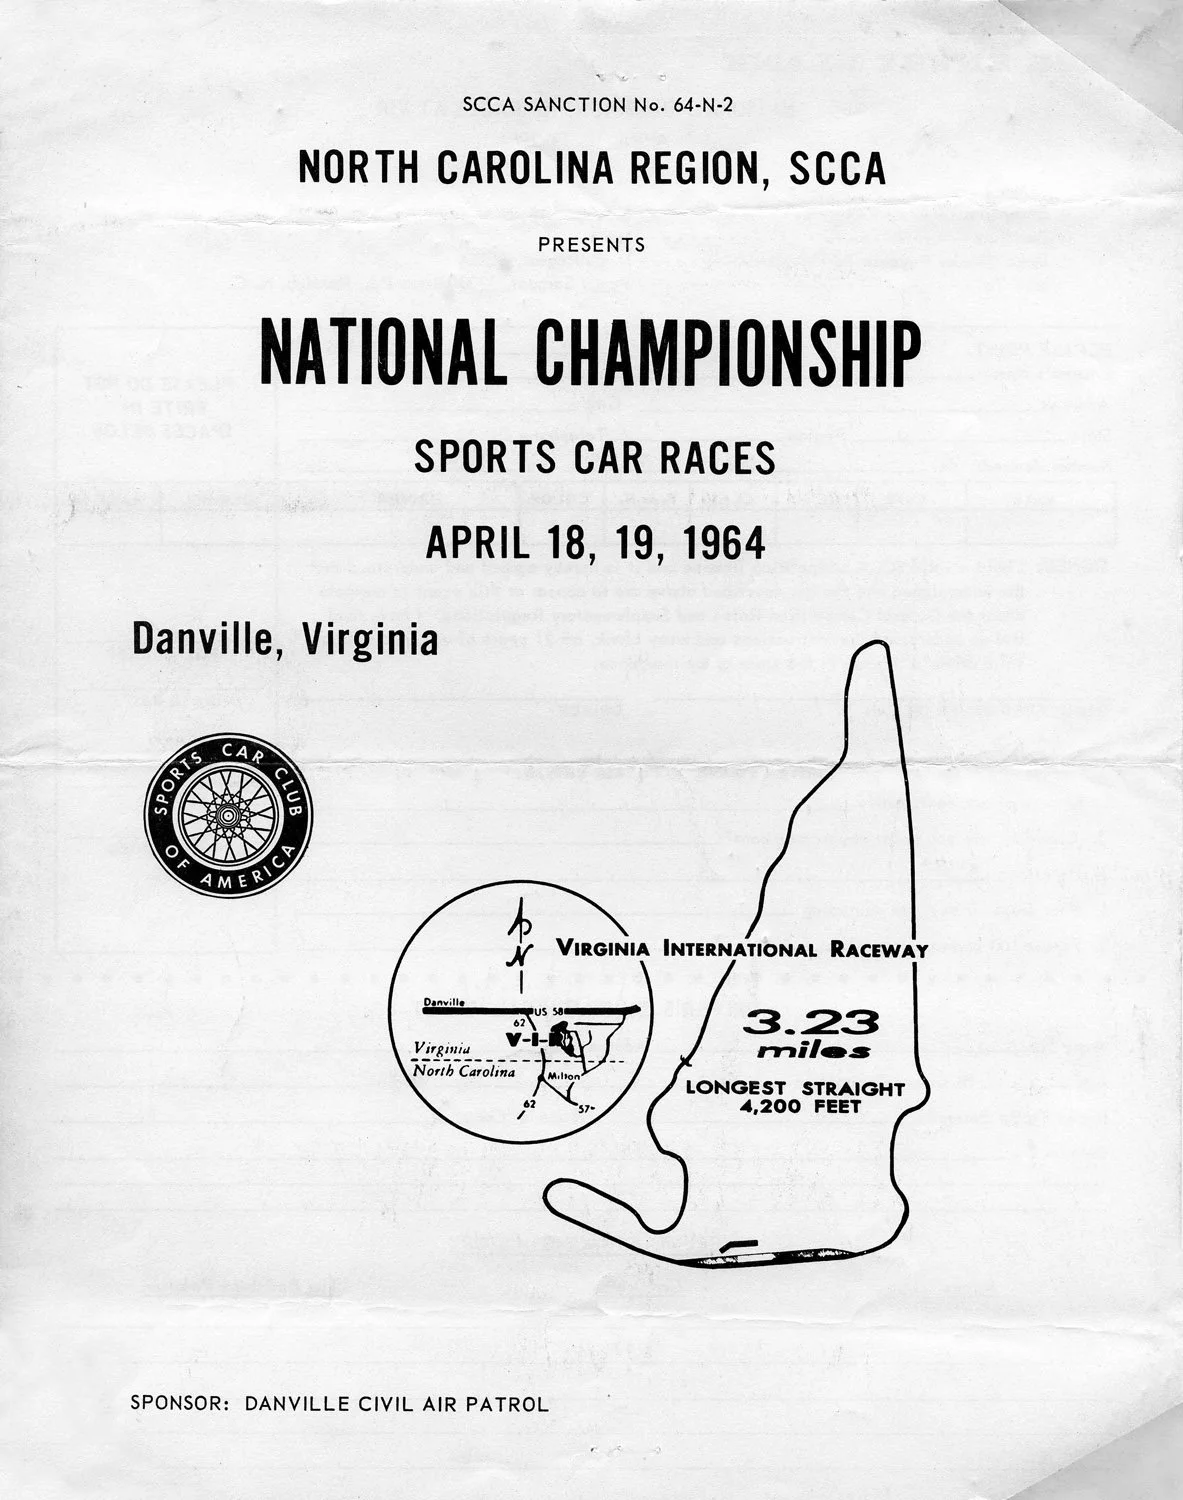 SCCA SANCTION No. 64-N-2
NORTH CAROLINA REGION, SCCA
PRESENTS
NATIONAL CHAMPIONSHIP
SPORTS CAR RACES
APRIL 18, 19, 1964
Danville, Virginia
SPORTS CAR CLUB
OF AMERICA
N
VIRGINIA INTERNATIONAL RACEWAY
Danville
US 58
62
V-I-R
Virginia
North Carolina
Milton
62
57
3.23
miles
LONGEST STRAIGHT
4,200 FEET
SPONSOR: DANVILLE CIVIL AIR PATROL